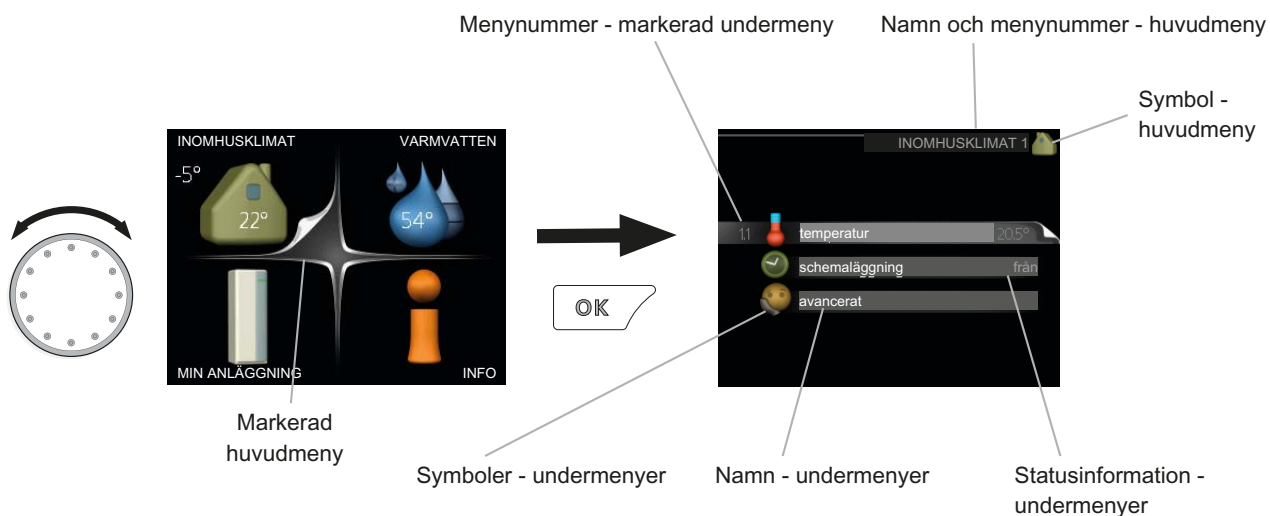 Menynummer - markerad undermeny
Namn och menynummer - huvudmeny
Symbol -
huvudmeny
INOMHUSKLIMAT
VARMVATTEN
-5°
22°
54°
MIN ANLÄGGNING
INFO
OK
INOMHUSKLIMAT 1
1.1
temperatur
20.5°
schemaläggning
från
avancerat
Markerad
huvudmeny
Symboler - undermenyer
Namn - undermenyer
Statusinformation -
undermenyer